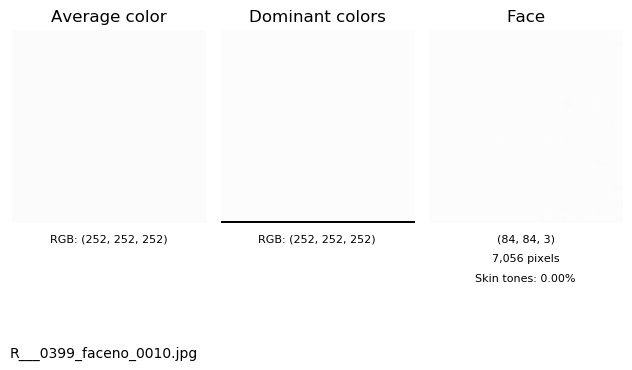 Average color
Dominant colors
Face
RGB: (252, 252, 252)
RGB: (252, 252, 252)
(84, 84, 3)
7,056 pixels
Skin tones: 0.00%
R___0399_faceno_0010.jpg